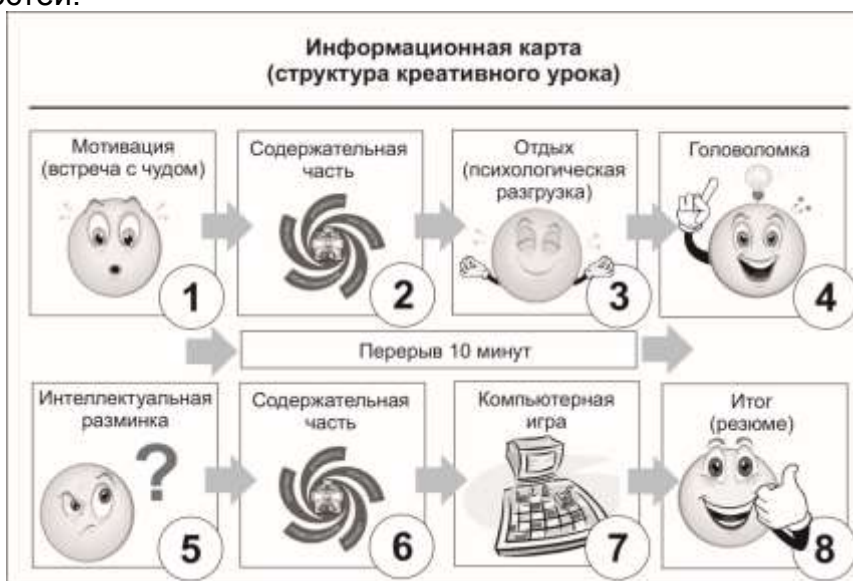 Информационная карта
(структура креативного урока)
Мотивация
(встреча с чудом)
1
Содержательная
часть
2
Отдых
(психологическая
разгрузка)
3
Головоломка
4
Перерыв 10 минут
Интеллектуальная
разминка
?
5
Содержательная
часть
6
Компьютерная
игра
7
Итог
(резюме)
8